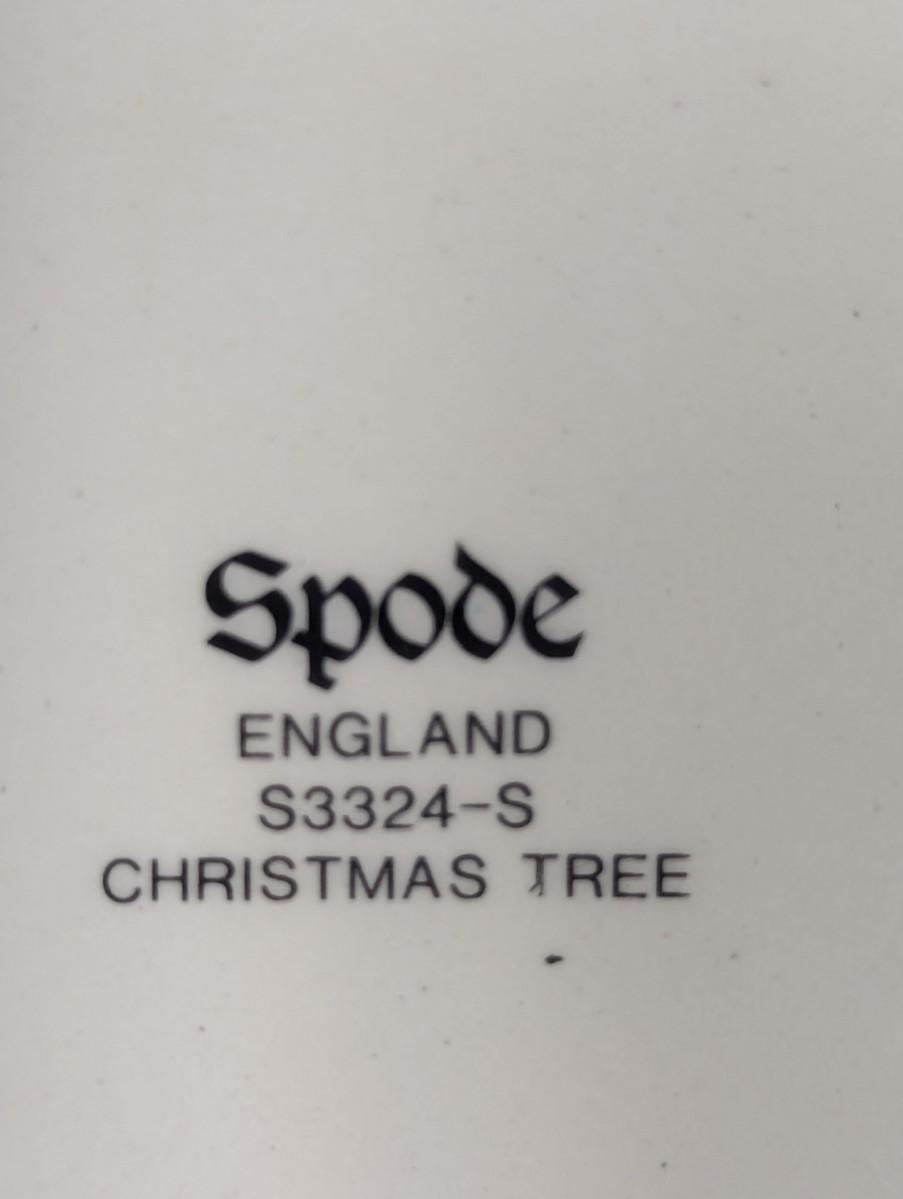 Spode
ENGLAND
S3324-S
CHRISTMAS TREE